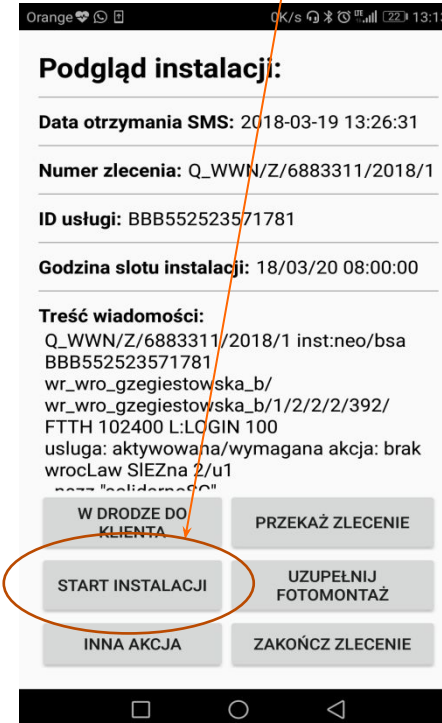 Orange 0K/s LTE 22 13:13
Podgląd instalacji:
Data otrzymania SMS: 2018-03-19 13:26:31
Numer zlecenia: Q_WWN/Z/6883311/2018/1
ID usługi: BBB552523571781
Godzina slotu instalacji: 18/03/20 08:00:00
Treść wiadomości:
Q_WWN/Z/6883311/2018/1 inst:neo/bsa
BBB552523571781
wr_wro_gzegiestowska_b/
wr_wro_gzegiestowska_b/1/2/2/2/392/
FTTH 102400 L:LOGIN 100
usluga: aktywowana/wymagana akcja: brak
wrocLaw SlEZna 2/u1
W DRODZE DO
KLIENTA
PRZEKAŻ ZLECENIE
START INSTALACJI
UZUPEŁNIJ
FOTOMONTAŻ
INNA AKCJA
ZAKOŃCZ ZLECENIE